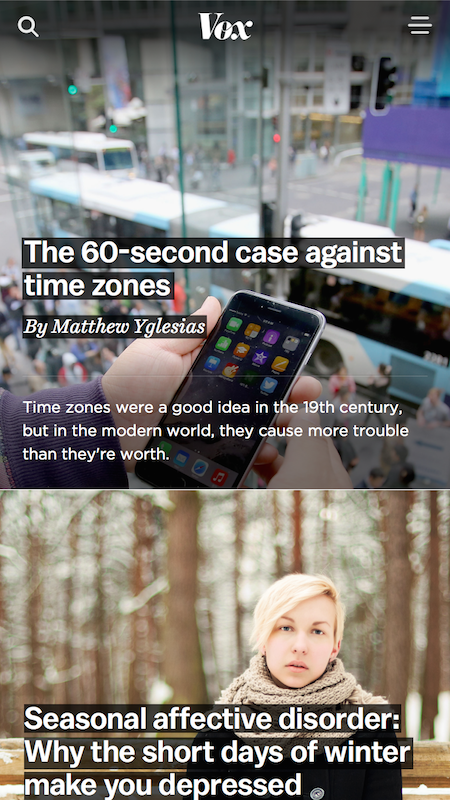 Vox
The 60-second case against
time zones
By Matthew Yglesias
Time zones were a good idea in the 19th century,
but in the modern world, they cause more trouble
than they're worth.
Seasonal affective disorder:
Why the short days of winter
make you depressed